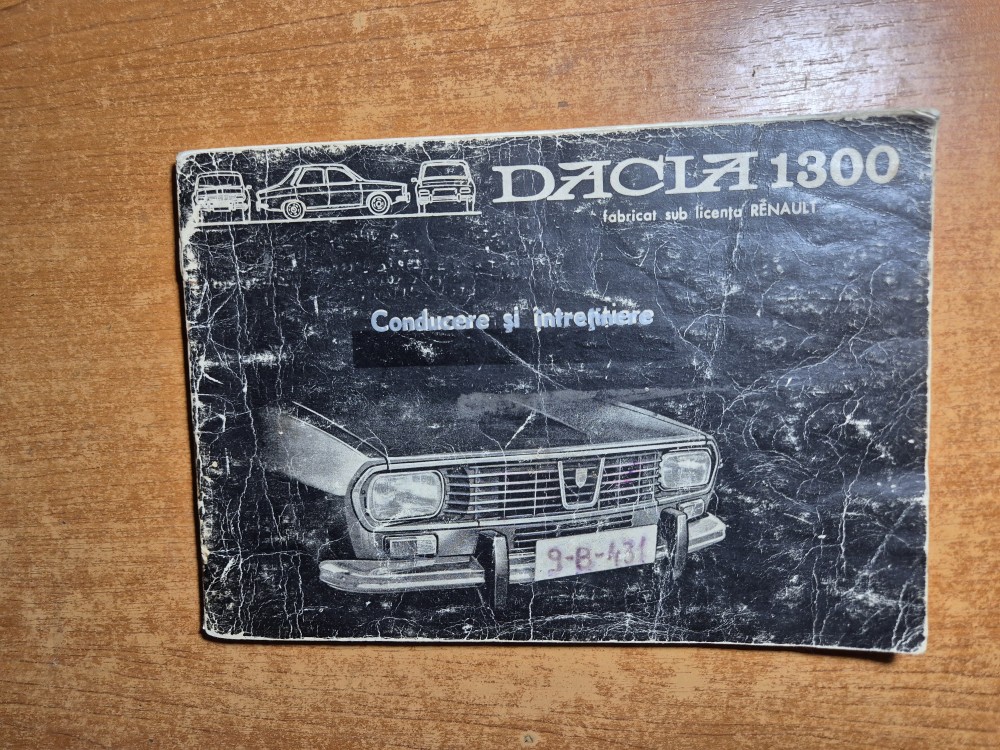 DACIA 1300
fabricat sub licența RENAULT
Conducere și întreținere
9-B-431